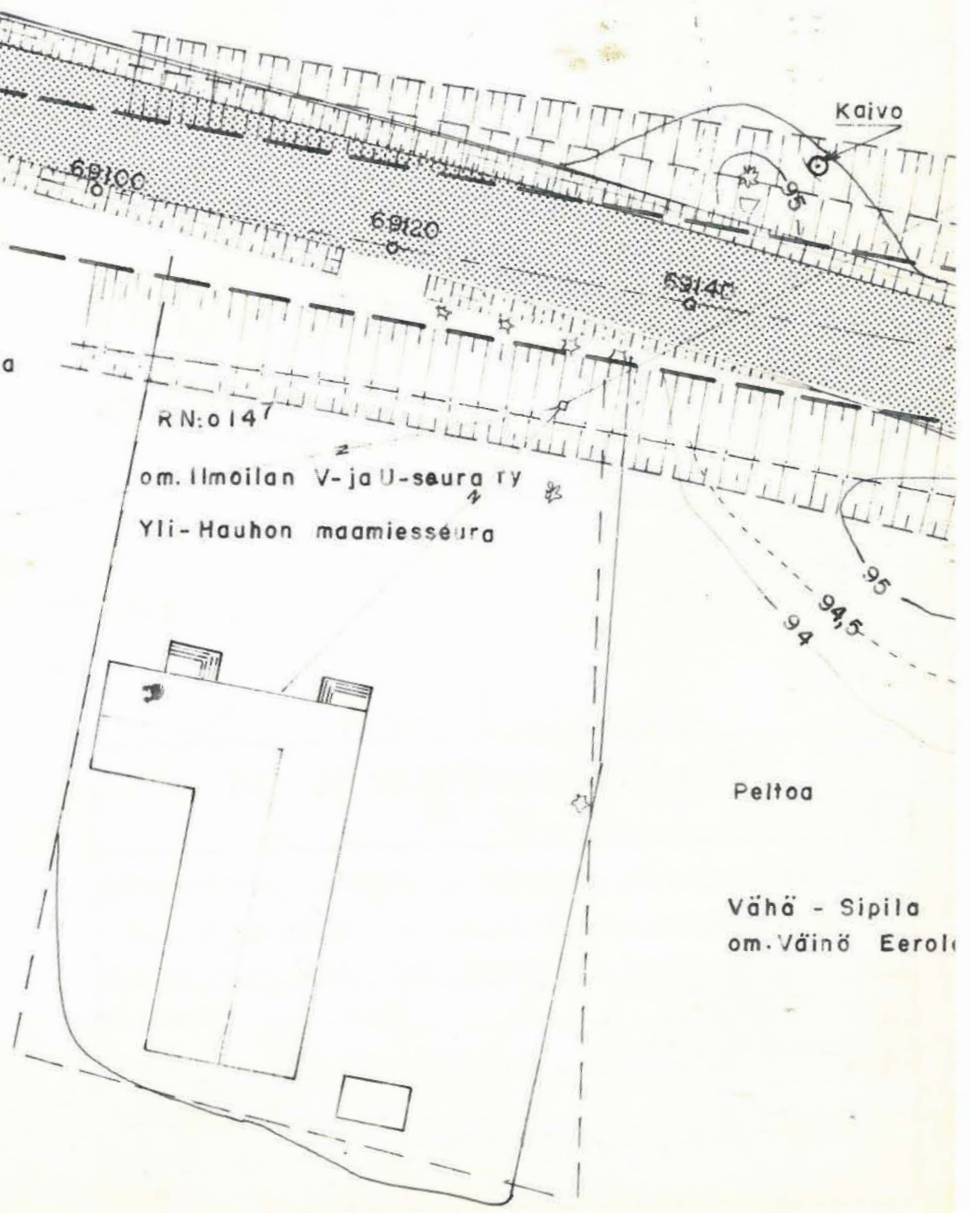 Kaivo
69100
69120
69140
95
a
RN:o 14⁷
om. Ilmoilan V-ja U-seura ry
Yli-Hauhon maamiesseura
95
94,5
94
Peltoa
Vähä - Sipilä
om. Väinö Eerol